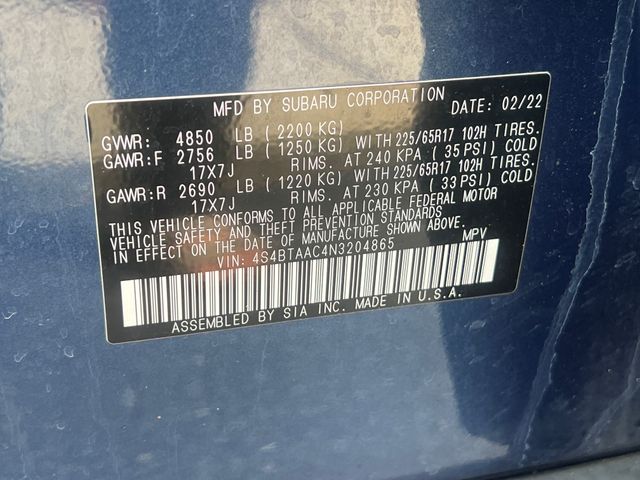 MFD BY SUBARU CORPORATION DATE: 02/22
GVWR: 4850 LB ( 2200 KG)
GAWR:F 2756 LB ( 1250 KG) WITH 225/65R17 102H TIRES.
17X7J RIMS. AT 240 KPA ( 35 PSI) COLD
GAWR:R 2690 LB ( 1220 KG) WITH 225/65R17 102H TIRES.
17X7J RIMS. AT 230 KPA ( 33 PSI) COLD
THIS VEHICLE CONFORMS TO ALL APPLICABLE FEDERAL MOTOR
VEHICLE SAFETY AND THEFT PREVENTION STANDARDS
IN EFFECT ON THE DATE OF MANUFACTURE SHOWN ABOVE.
VIN: 4S4BTAAC4N3204865 MPV
ASSEMBLED BY SIA INC. MADE IN U.S.A.